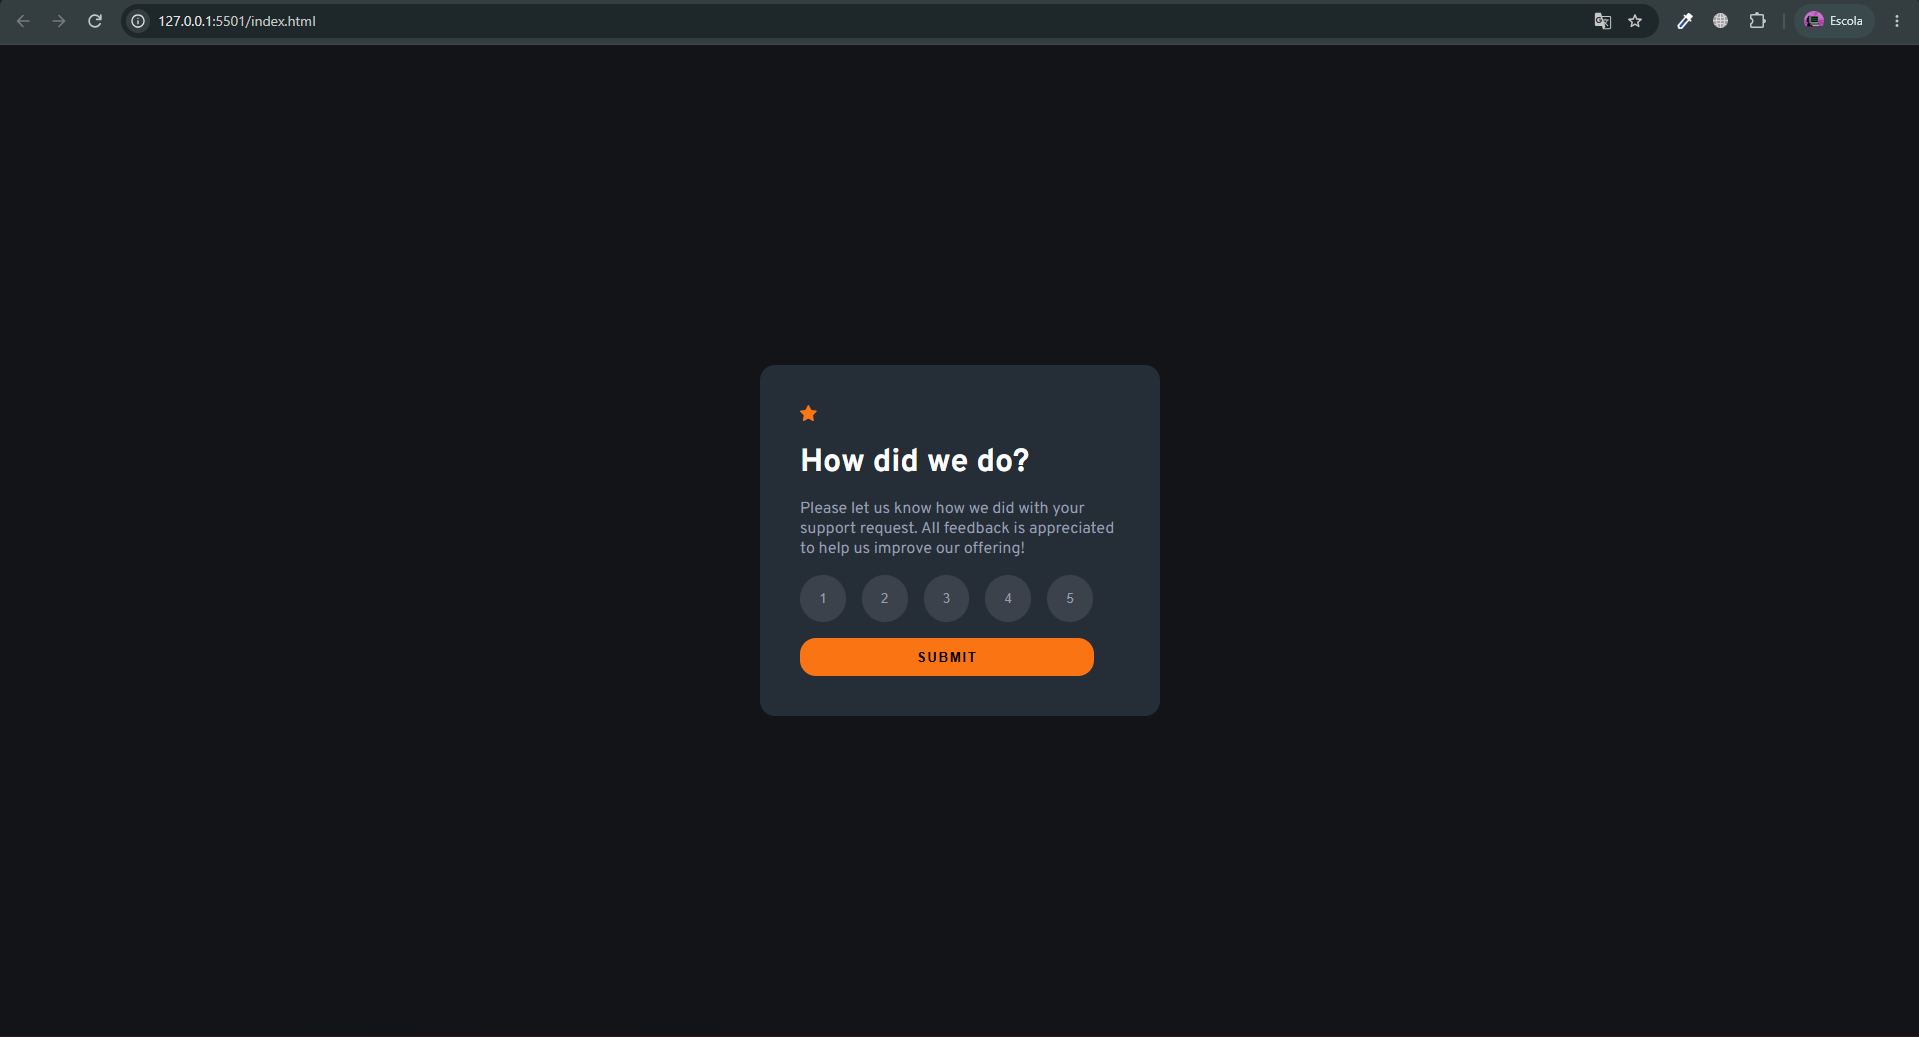 127.0.0.1:5501/index.html
Escola
How did we do?
Please let us know how we did with your
support request. All feedback is appreciated
to help us improve our offering!
1 2 3 4 5
SUBMIT